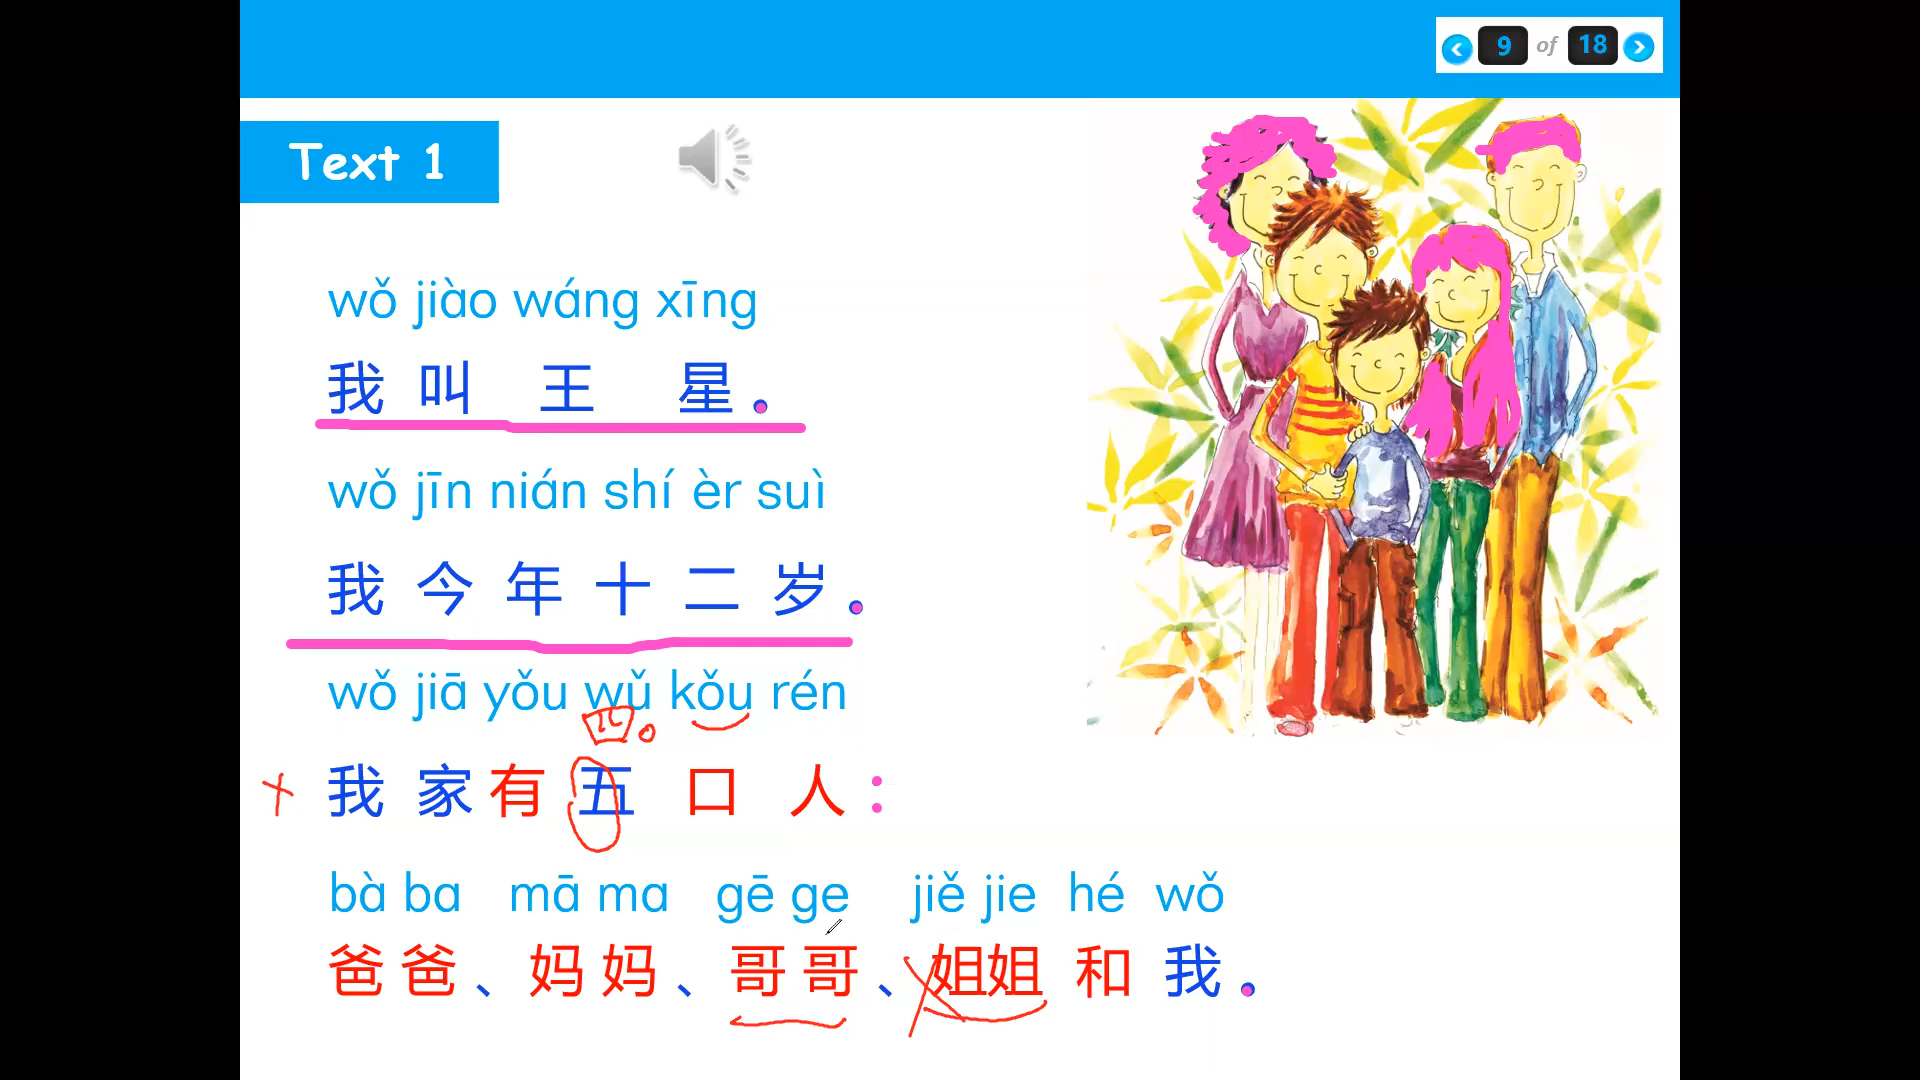 9 of 18
Text 1
wǒ jiào wáng xīng
我 叫 王 星 .
wǒ jīn nián shí èr suì
我 今 年 十 二 岁 .
wǒ jiā yǒu wǔ kǒu rén
四。
我 家 有 五 口 人 :
bà ba mā ma gē ge jiě jie hé wǒ
爸 爸 、 妈 妈 、 哥 哥 、 姐姐 和 我 .